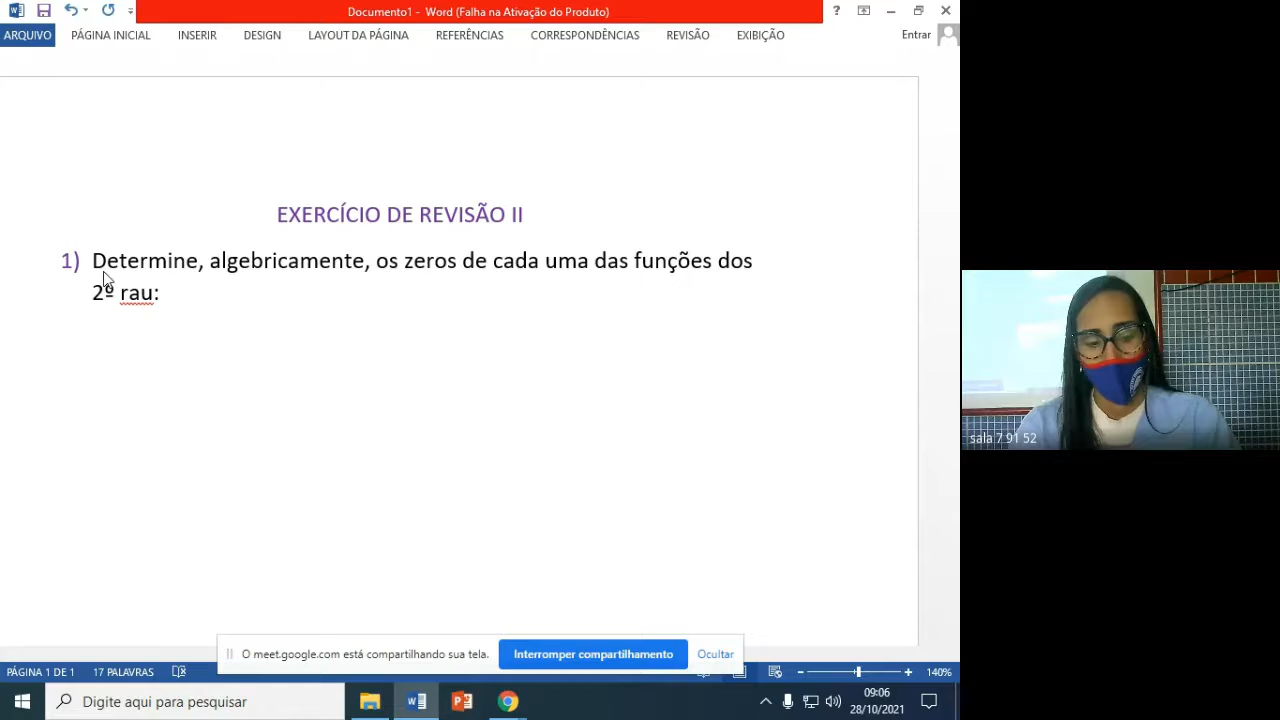 Documento1 - Word (Falha na Ativação do Produto)
?
ARQUIVO PÁGINA INICIAL INSERIR DESIGN LAYOUT DA PÁGINA REFERÊNCIAS CORRESPONDÊNCIAS REVISÃO EXIBIÇÃO Entrar
EXERCÍCIO DE REVISÃO II
1) Determine, algebricamente, os zeros de cada uma das funções dos
2º rau:
sala 7 91 52
O meet.google.com está compartilhando sua tela. Interromper compartilhamento Ocultar
PÁGINA 1 DE 1 17 PALAVRAS 140%
Digite aqui para pesquisar
09:06
28/10/2021